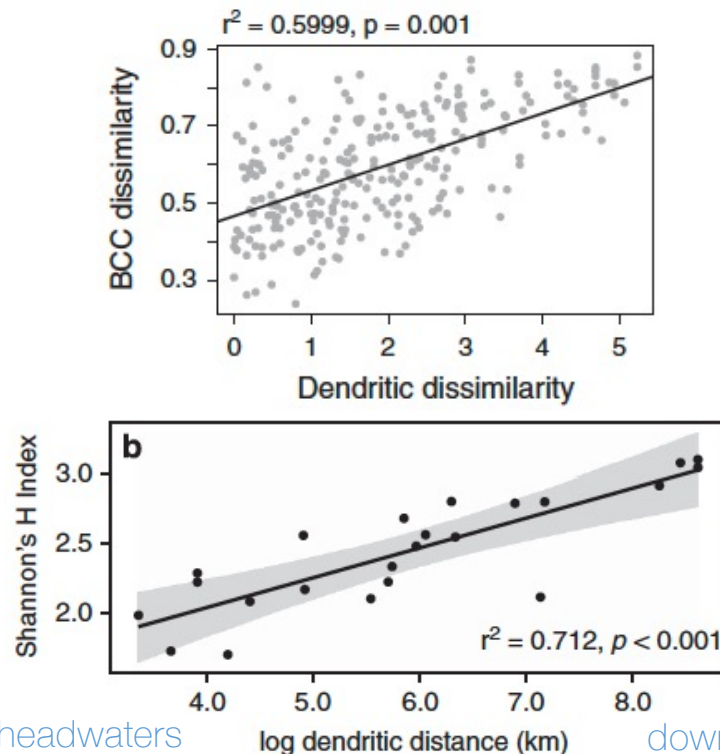 r² = 0.5999, p = 0.001
0.9
0.7
0.5
0.3
BCC dissimilarity
0 1 2 3 4 5
Dendritic dissimilarity
b
3.0
2.5
2.0
Shannon's H Index
r² = 0.712, p < 0.001
4.0 5.0 6.0 7.0 8.0
headwaters log dendritic distance (km) dow